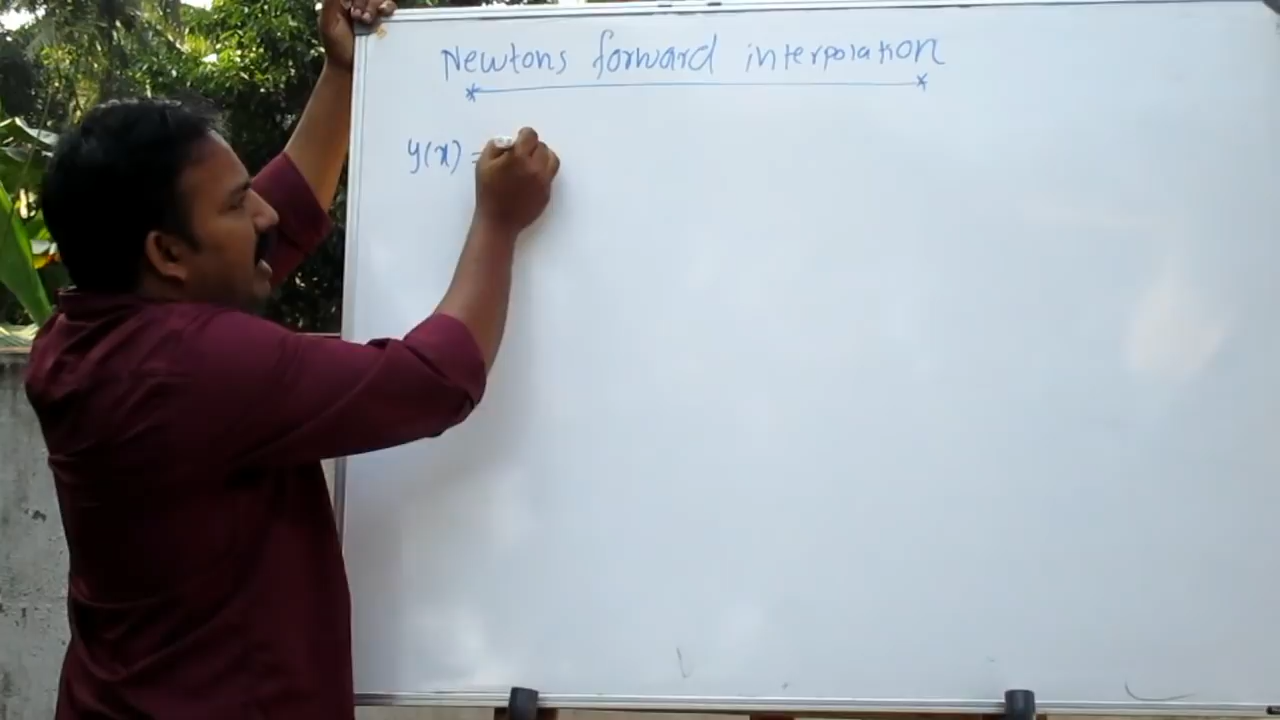 Newtons forward interpolation
y(x) =